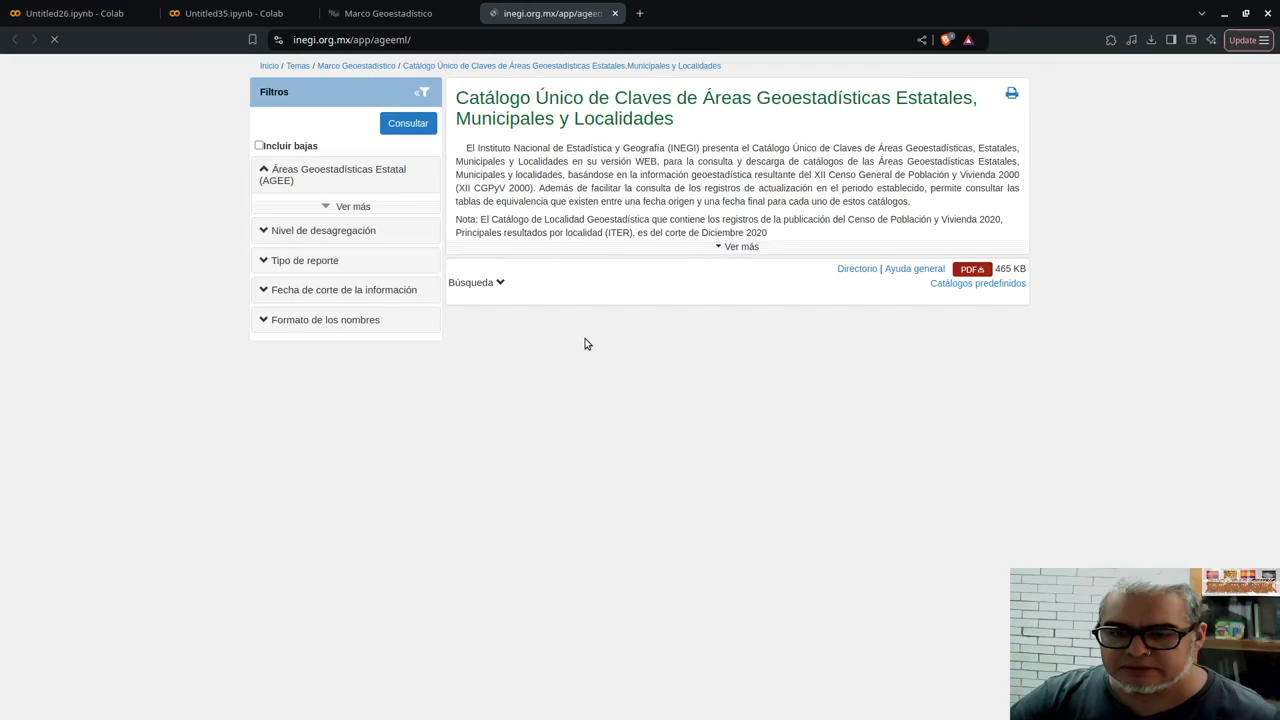 Untitled26.ipynb - Colab
Untitled35.ipynb - Colab
Marco Geoestadístico
inegi.org.mx/app/ageem
inegi.org.mx/app/ageeml/
Update
Inicio / Temas / Marco Geoestadístico / Catálogo Único de Claves de Áreas Geoestadísticas Estatales,Municipales y Localidades
Filtros
Consultar
Incluir bajas
Áreas Geoestadísticas Estatal
(AGEE)
Ver más
Nivel de desagregación
Tipo de reporte
Fecha de corte de la información
Formato de los nombres
Catálogo Único de Claves de Áreas Geoestadísticas Estatales,
Municipales y Localidades
El Instituto Nacional de Estadística y Geografía (INEGI) presenta el Catálogo Único de Claves de Áreas Geoestadísticas, Estatales,
Municipales y Localidades en su versión WEB, para la consulta y descarga de catálogos de las Áreas Geoestadísticas Estatales,
Municipales y localidades, basándose en la información geoestadística resultante del XII Censo General de Población y Vivienda 2000
(XII CGPyV 2000). Además de facilitar la consulta de los registros de actualización en el periodo establecido, permite consultar las
tablas de equivalencia que existen entre una fecha origen y una fecha final para cada uno de estos catálogos.
Nota: El Catálogo de Localidad Geoestadística que contiene los registros de la publicación del Censo de Población y Vivienda 2020,
Principales resultados por localidad (ITER), es del corte de Diciembre 2020
Ver más
Directorio | Ayuda general PDF 465 KB
Búsqueda
Catálogos predefinidos